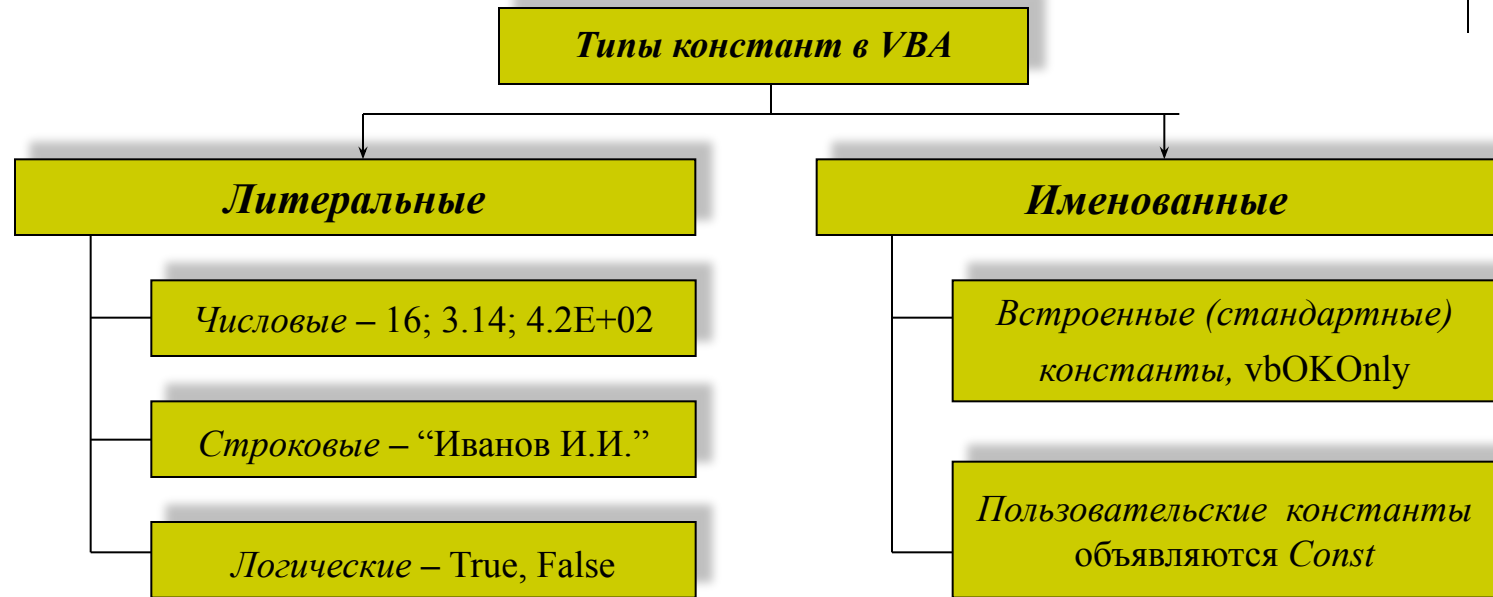 Типы констант в VBA
Литеральные
Числовые – 16; 3.14; 4.2E+02
Строковые – “Иванов И.И.”
Логические – True, False
Именованные
Встроенные (стандартные)
константы, vbOKOnly
Пользовательские константы
объявляются Const